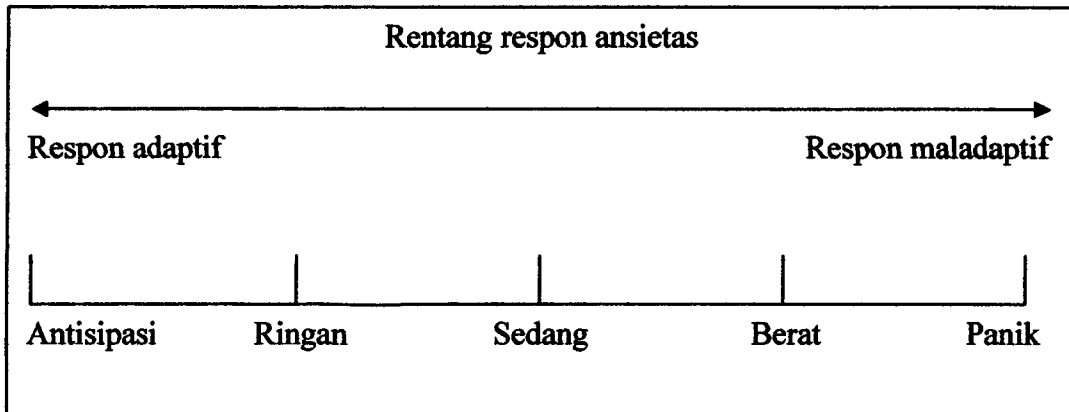 Rentang respon ansietas
Respon adaptif Respon maladaptif
Antisipasi Ringan Sedang Berat Panik